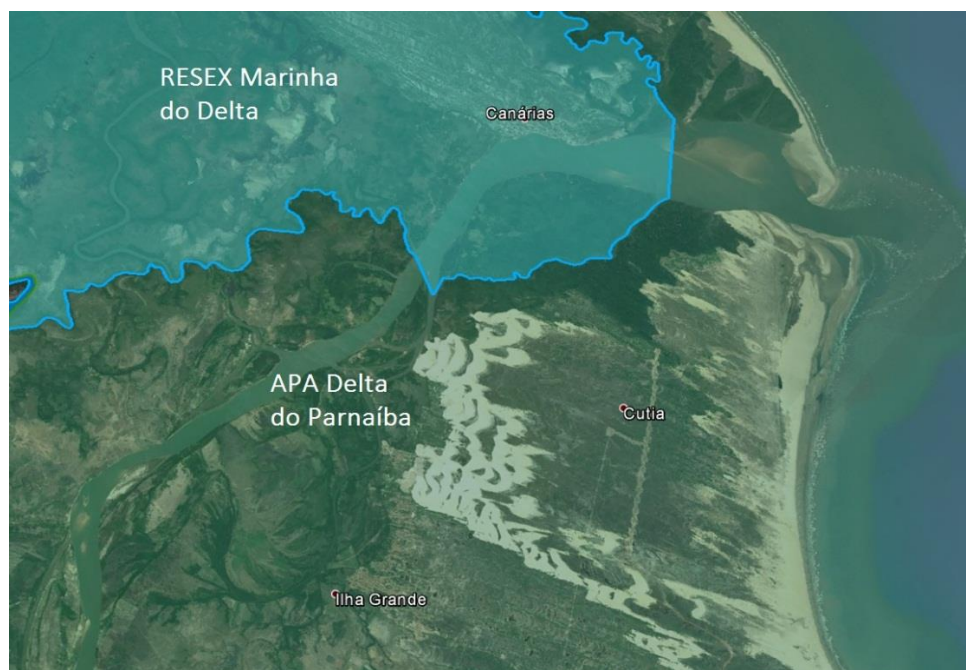 RESEX Marinha
do Delta
Canárias
APA Delta
do Parnaíba
Cutia
Ilha Grande